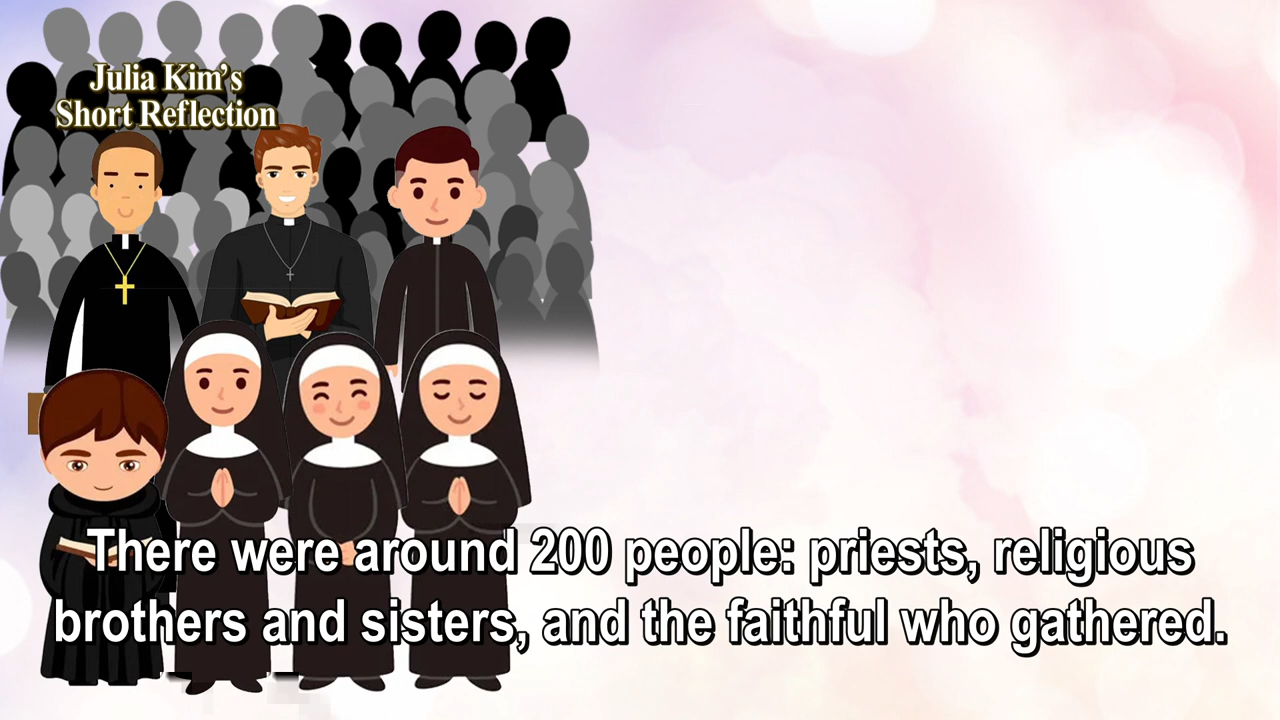 Julia Kim's
Short Reflection
There were around 200 people: priests, religious
brothers and sisters, and the faithful who gathered.